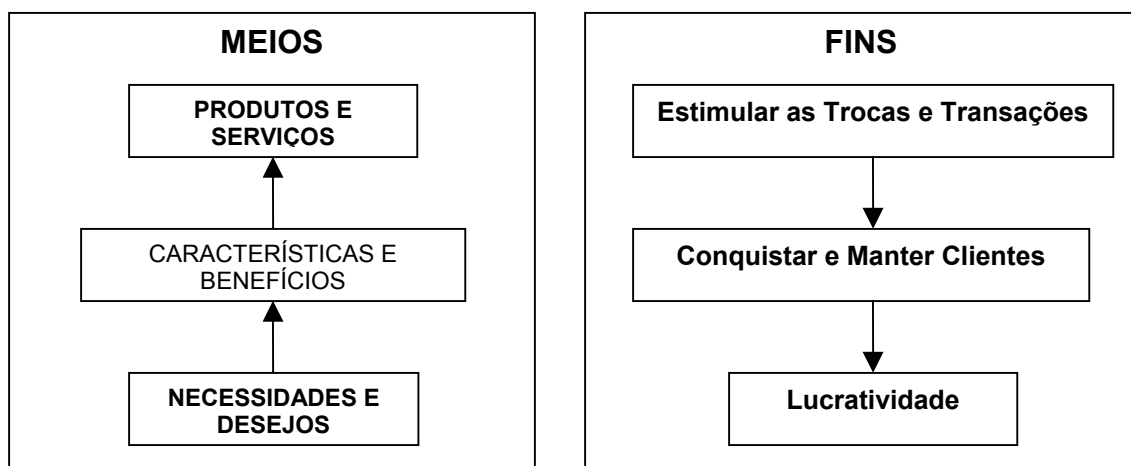 MEIOS
PRODUTOS E
SERVIÇOS
CARACTERÍSTICAS E
BENEFÍCIOS
NECESSIDADES E
DESEJOS
FINS
Estimular as Trocas e Transações
Conquistar e Manter Clientes
Lucratividade